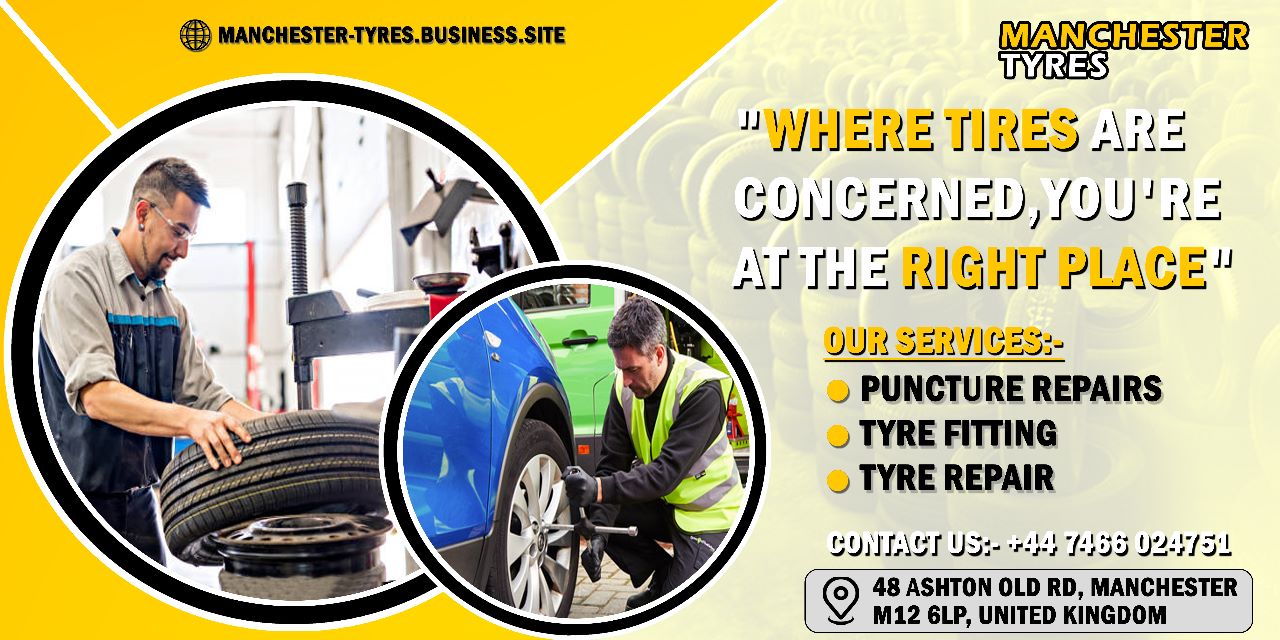 MANCHESTER-TYRES.BUSINESS.SITE
MANCHESTER
TYRES
"WHERE TIRES ARE
CONCERNED,YOU'RE
AT THE RIGHT PLACE"
OUR SERVICES:-
PUNCTURE REPAIRS
TYRE FITTING
TYRE REPAIR
CONTACT US:- +44 7466 024751
48 ASHTON OLD RD, MANCHESTER
M12 6LP, UNITED KINGDOM